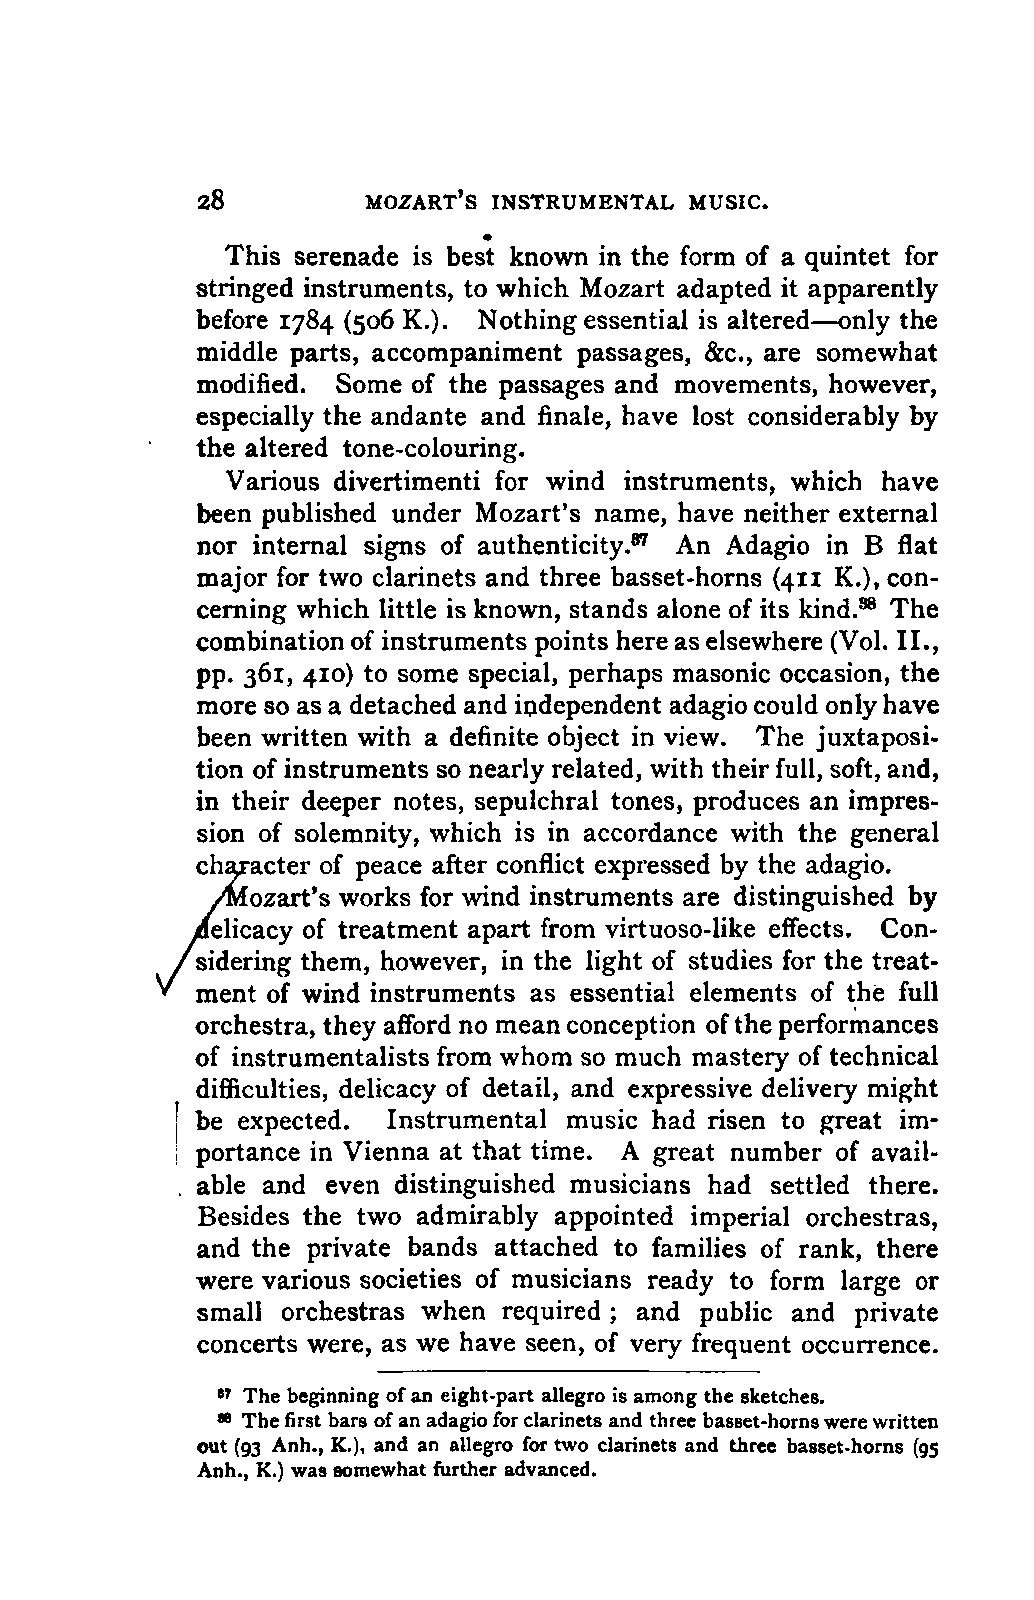 28 MOZART'S INSTRUMENTAL MUSIC.
This serenade is best known in the form of a quintet for
stringed instruments, to which Mozart adapted it apparently
before 1784 (506 K.). Nothing essential is altered—only the
middle parts, accompaniment passages, &c., are somewhat
modified. Some of the passages and movements, however,
especially the andante and finale, have lost considerably by
the altered tone-colouring.
Various divertimenti for wind instruments, which have
been published under Mozart's name, have neither external
nor internal signs of authenticity.87 An Adagio in B flat
major for two clarinets and three basset-horns (411 K.), con-
cerning which little is known, stands alone of its kind.88 The
combination of instruments points here as elsewhere (Vol. II.,
pp. 361, 410) to some special, perhaps masonic occasion, the
more so as a detached and independent adagio could only have
been written with a definite object in view. The juxtaposi-
tion of instruments so nearly related, with their full, soft, and,
in their deeper notes, sepulchral tones, produces an impres-
sion of solemnity, which is in accordance with the general
character of peace after conflict expressed by the adagio.
Mozart's works for wind instruments are distinguished by
delicacy of treatment apart from virtuoso-like effects. Con-
sidering them, however, in the light of studies for the treat-
ment of wind instruments as essential elements of the full
orchestra, they afford no mean conception of the performances
of instrumentalists from whom so much mastery of technical
difficulties, delicacy of detail, and expressive delivery might
be expected. Instrumental music had risen to great im-
portance in Vienna at that time. A great number of avail-
able and even distinguished musicians had settled there.
Besides the two admirably appointed imperial orchestras,
and the private bands attached to families of rank, there
were various societies of musicians ready to form large or
small orchestras when required ; and public and private
concerts were, as we have seen, of very frequent occurrence.
87 The beginning of an eight-part allegro is among the sketches.
88 The first bars of an adagio for clarinets and three basset-horns were written
out (93 Anh., K.), and an allegro for two clarinets and three basset-horns (95
Anh., K.) was somewhat further advanced.